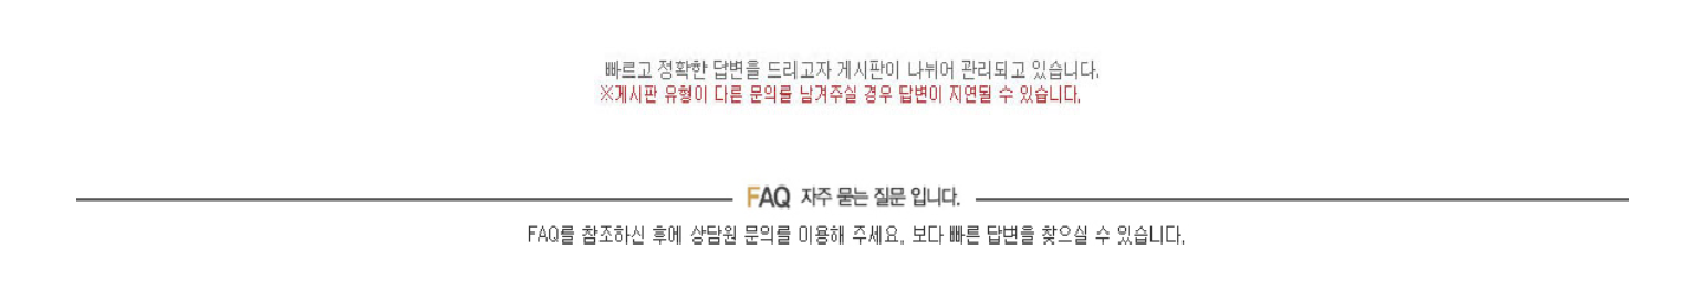 빠르고 정확한 답변을 드리고자 게시판이 나뉘어 관리되고 있습니다.
※게시판 유형이 다른 문의를 남겨주실 경우 답변이 지연될 수 있습니다.
FAQ 자주 묻는 질문 입니다.
FAQ를 참조하신 후에 상담원 문의를 이용해 주세요. 보다 빠른 답변을 찾으실 수 있습니다.